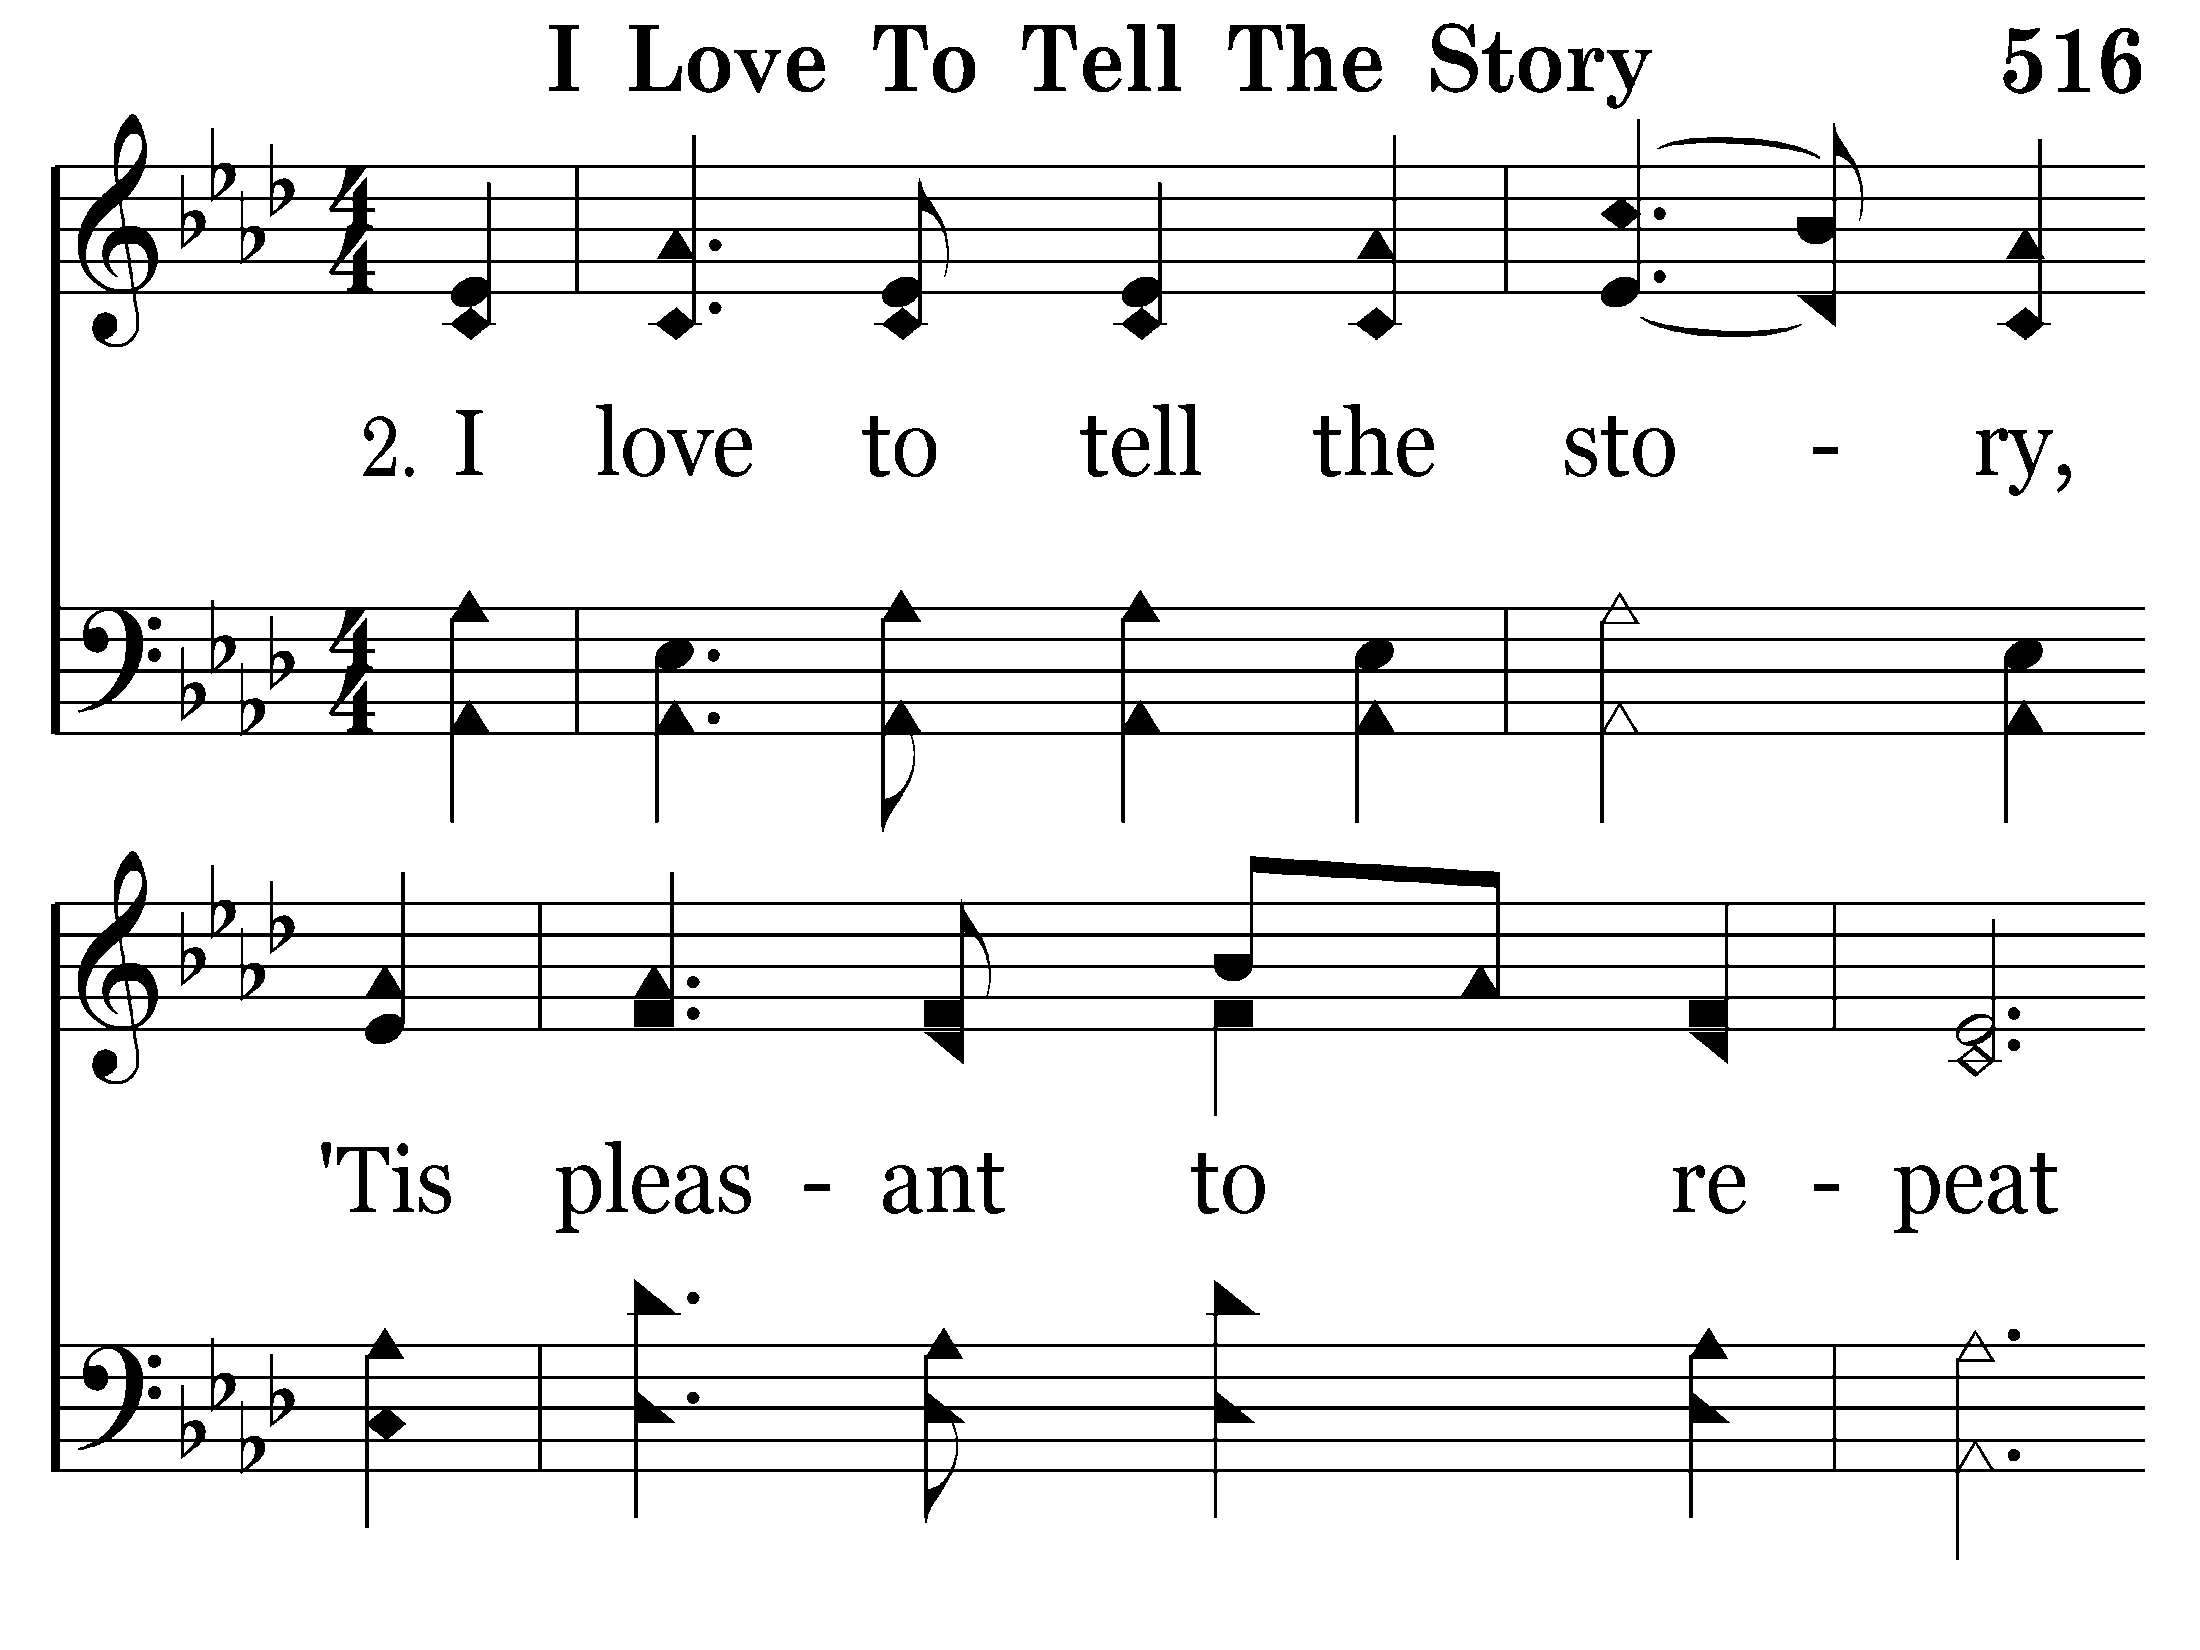 I Love To Tell The Story 516
2. I love to tell the sto - ry,
'Tis pleas - ant to re - peat